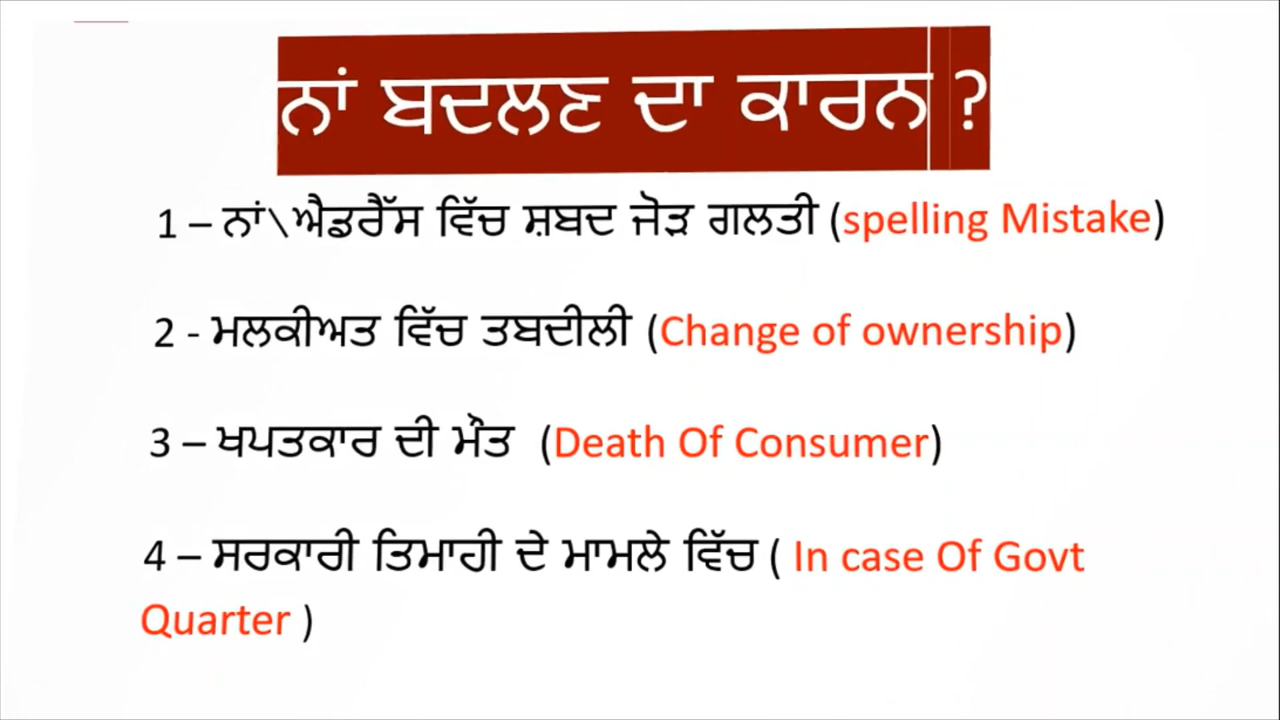 ਨਾਂ ਬਦਲਣ ਦਾ ਕਾਰਨ ?
1 – ਨਾਂ\ਐਡਰੈੱਸ ਵਿੱਚ ਸ਼ਬਦ ਜੋੜ ਗਲਤੀ (spelling Mistake)
2 - ਮਲਕੀਅਤ ਵਿੱਚ ਤਬਦੀਲੀ (Change of ownership)
3 – ਖਪਤਕਾਰ ਦੀ ਮੌਤ (Death Of Consumer)
4 – ਸਰਕਾਰੀ ਤਿਮਾਹੀ ਦੇ ਮਾਮਲੇ ਵਿੱਚ ( In case Of Govt
Quarter )